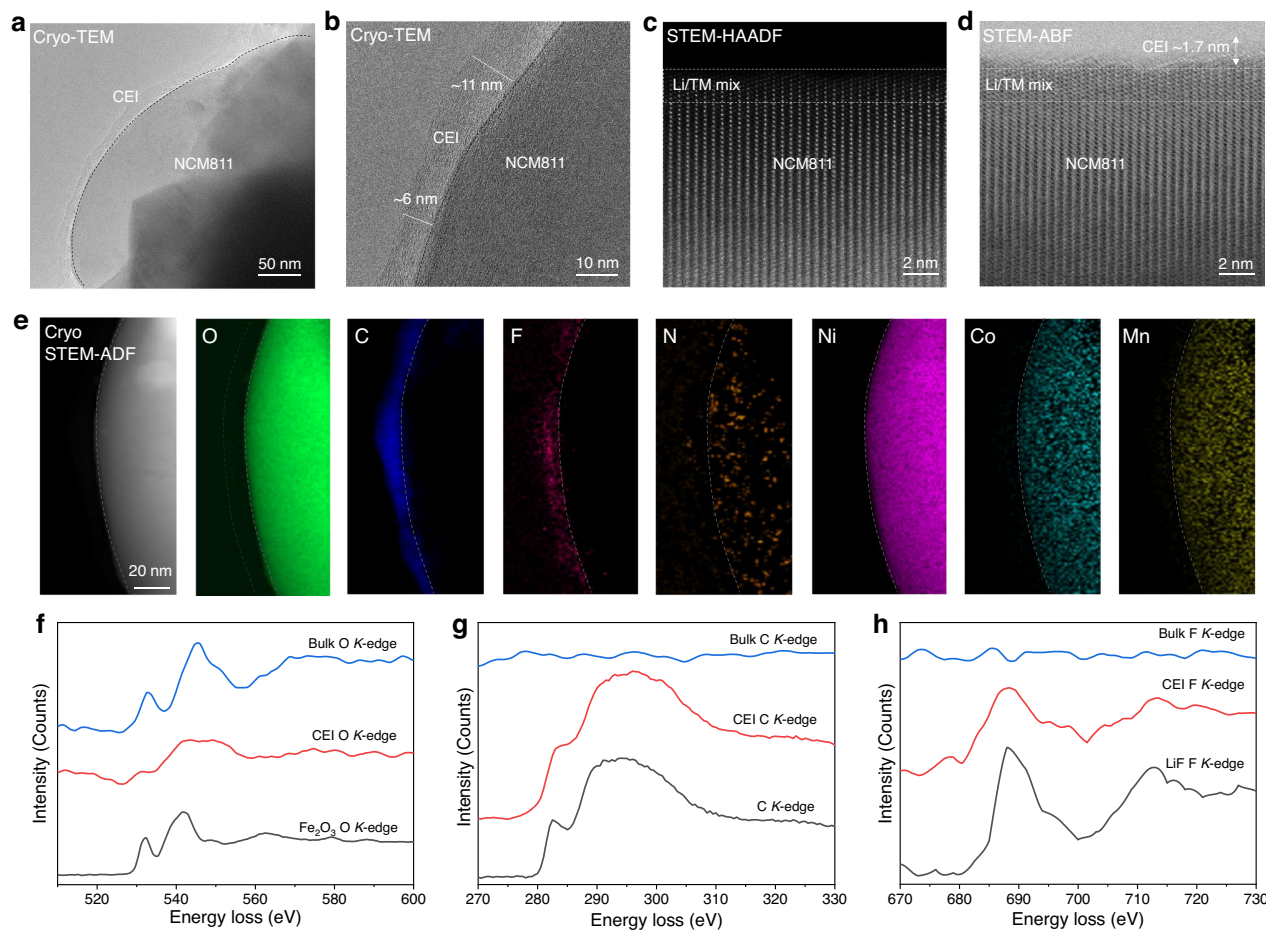 a
Cryo-TEM
CEI
NCM811
50 nm
b
Cryo-TEM
~11 nm
CEI
NCM811
~6 nm
10 nm
c
STEM-HAADF
Li/TM mix
NCM811
2 nm
d
STEM-ABF
CEI ~1.7 nm
Li/TM mix
NCM811
2 nm
e
Cryo
STEM-ADF
20 nm
O
C
F
N
Ni
Co
Mn
f
Bulk O K-edge
CEI O K-edge
Fe₂O₃ O K-edge
Intensity (Counts)
520 540 560 580 600
Energy loss (eV)
g
Bulk C K-edge
CEI C K-edge
C K-edge
Intensity (Counts)
270 280 290 300 310 320 330
Energy loss (eV)
h
Bulk F K-edge
CEI F K-edge
LiF F K-edge
Intensity (Counts)
670 680 690 700 710 720 730
Energy loss (eV)